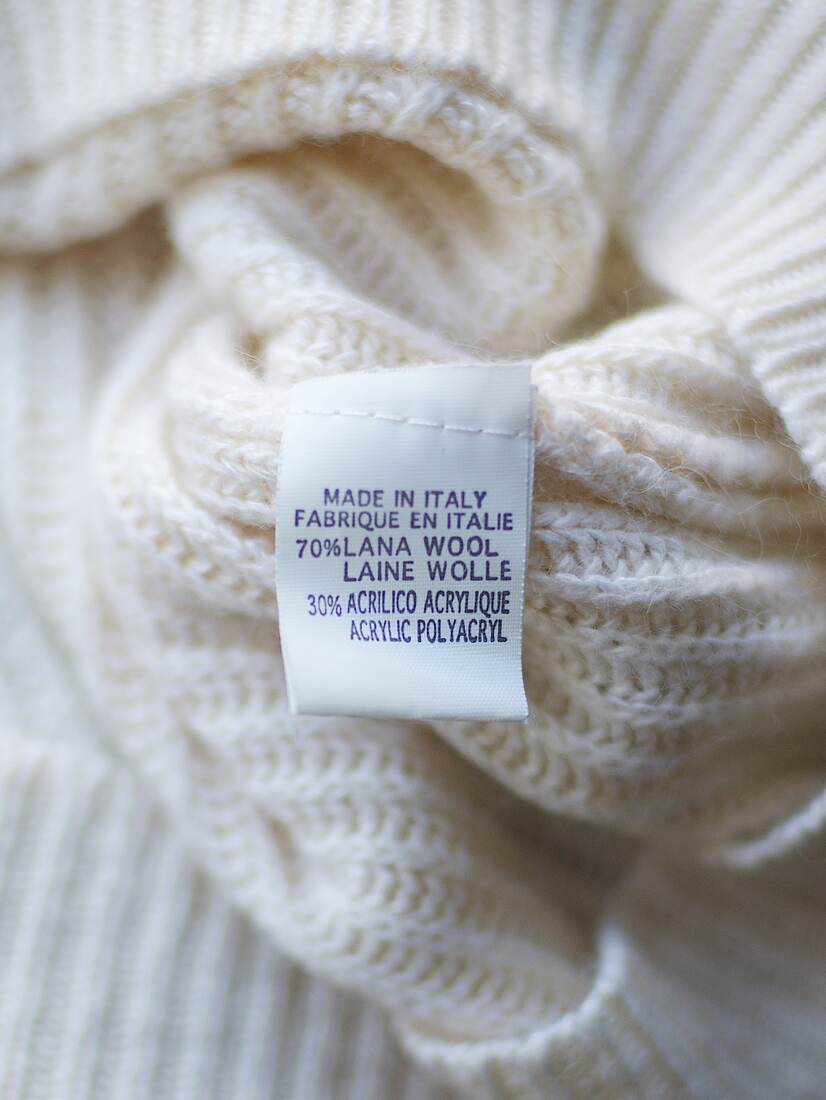 MADE IN ITALY
FABRIQUE EN ITALIE
70% LANA WOOL
LAINE WOLLE
30% ACRILICO ACRYLIQUE
ACRYLIC POLYACRYL